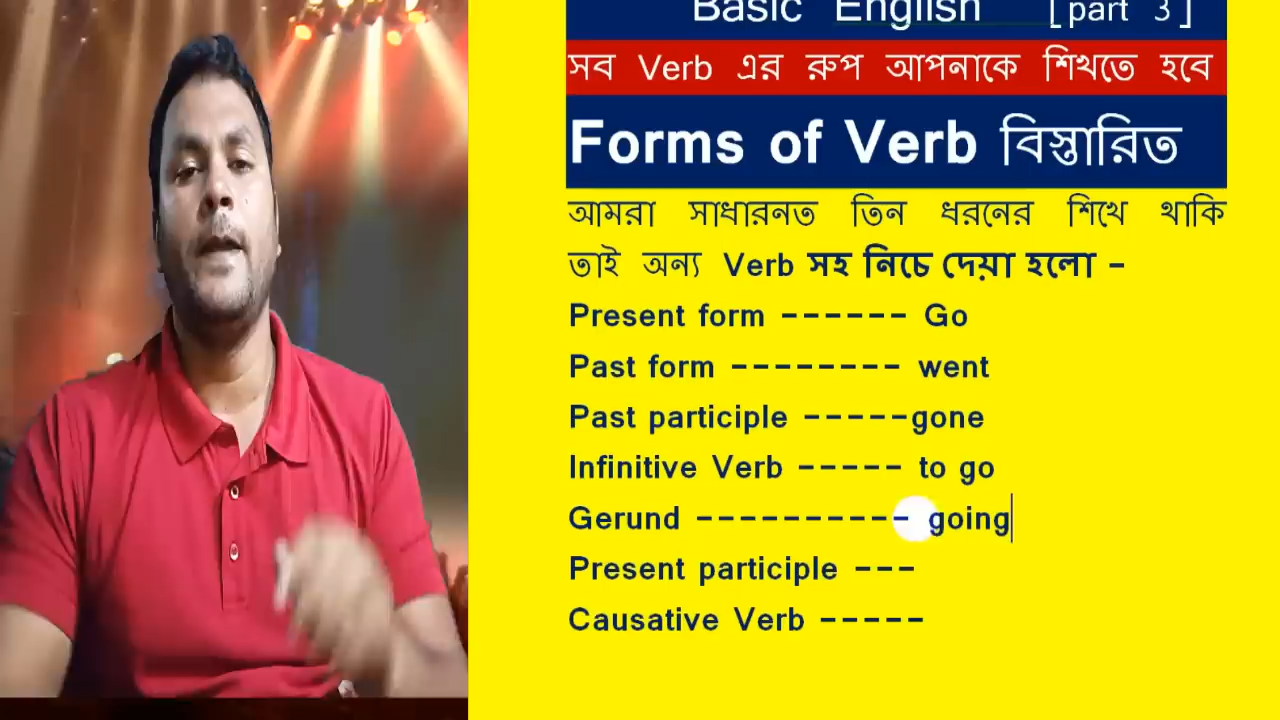 Basic English [ part 3 ]
সব Verb এর রুপ আপনাকে শিখতে হবে
Forms of Verb বিস্তারিত
আমরা সাধারনত তিন ধরনের শিখে থাকি
তাই অন্য Verb সহ নিচে দেয়া হলো -
Present form ------ Go
Past form -------- went
Past participle -----gone
Infinitive Verb ----- to go
Gerund ---------- going
Present participle ---
Causative Verb -----